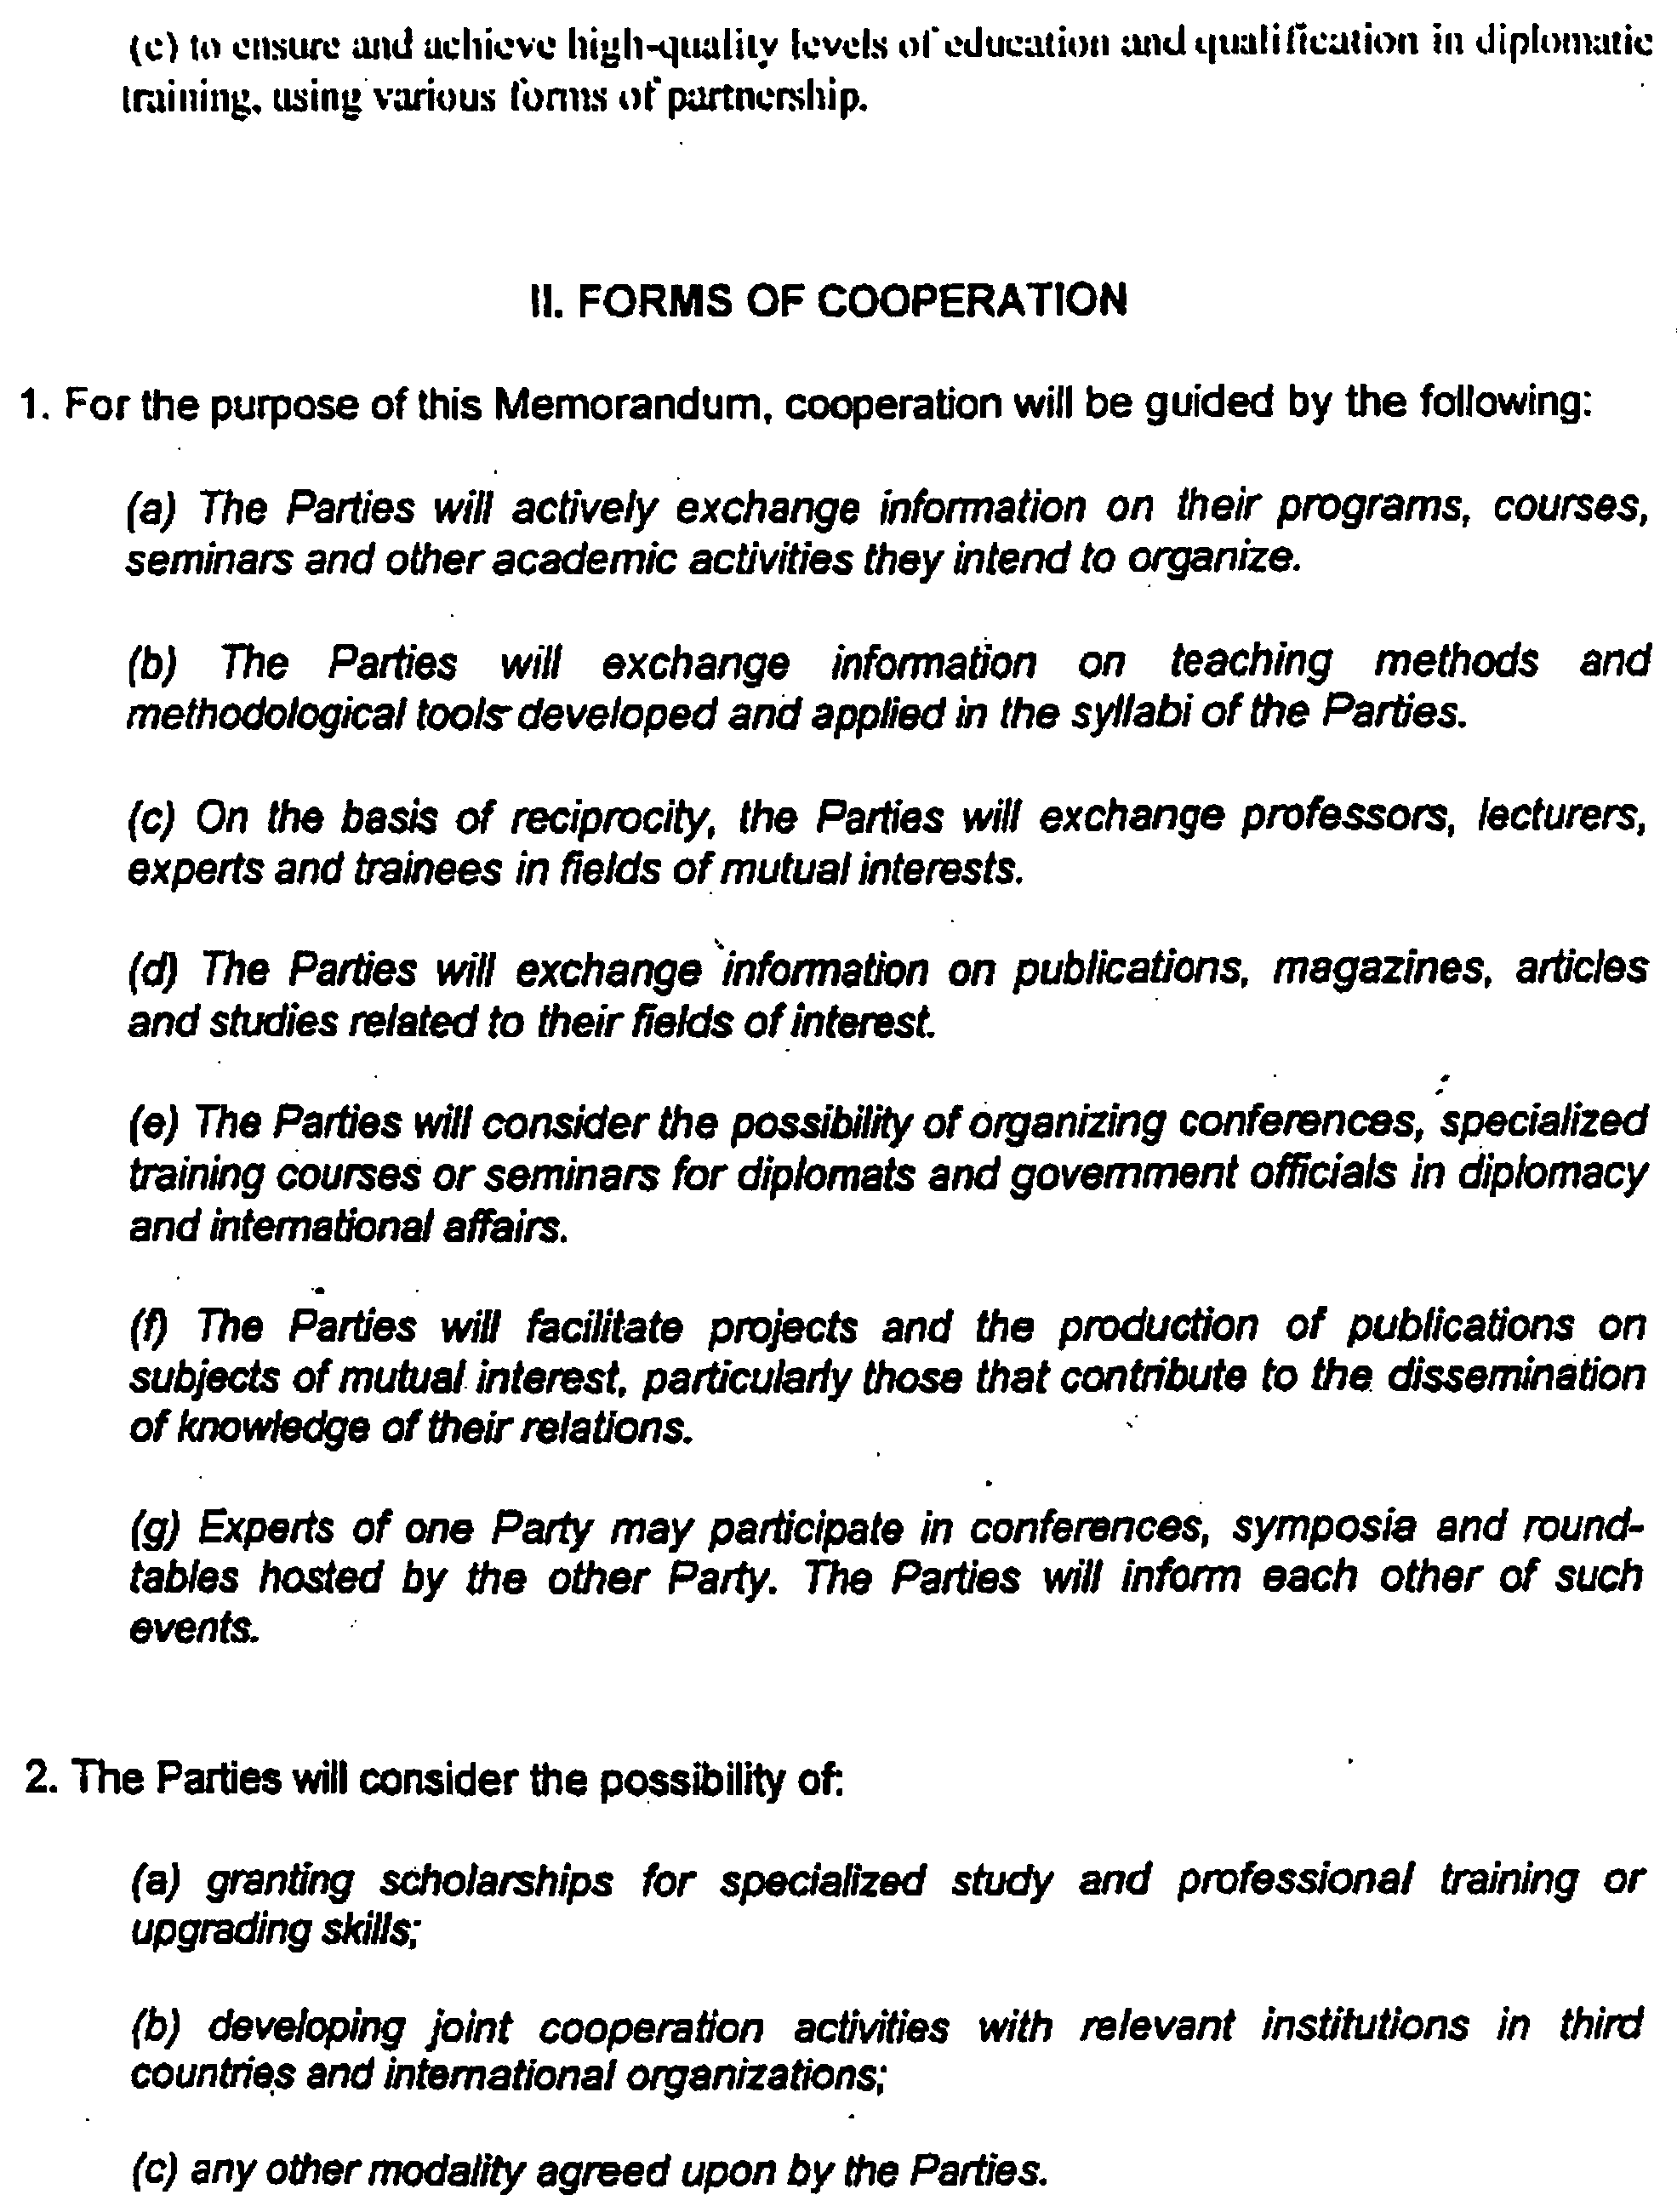 (c) to ensure and achieve high-quality levels of education and qualification in diplomatic
training, using various forms of partnership.
II. FORMS OF COOPERATION
1. For the purpose of this Memorandum, cooperation will be guided by the following:
(a) The Parties will actively exchange information on their programs, courses,
seminars and other academic activities they intend to organize.
(b) The Parties will exchange information on teaching methods and
methodological tools developed and applied in the syllabi of the Parties.
(c) On the basis of reciprocity, the Parties will exchange professors, lecturers,
experts and trainees in fields of mutual interests.
(d) The Parties will exchange information on publications, magazines, articles
and studies related to their fields of interest.
(e) The Parties will consider the possibility of organizing conferences, specialized
training courses or seminars for diplomats and government officials in diplomacy
and international affairs.
(f) The Parties will facilitate projects and the production of publications on
subjects of mutual interest, particularly those that contribute to the dissemination
of knowledge of their relations.
(g) Experts of one Party may participate in conferences, symposia and round-
tables hosted by the other Party. The Parties will inform each other of such
events.
2. The Parties will consider the possibility of:
(a) granting scholarships for specialized study and professional training or
upgrading skills;
(b) developing joint cooperation activities with relevant institutions in third
countries and international organizations;
(c) any other modality agreed upon by the Parties.